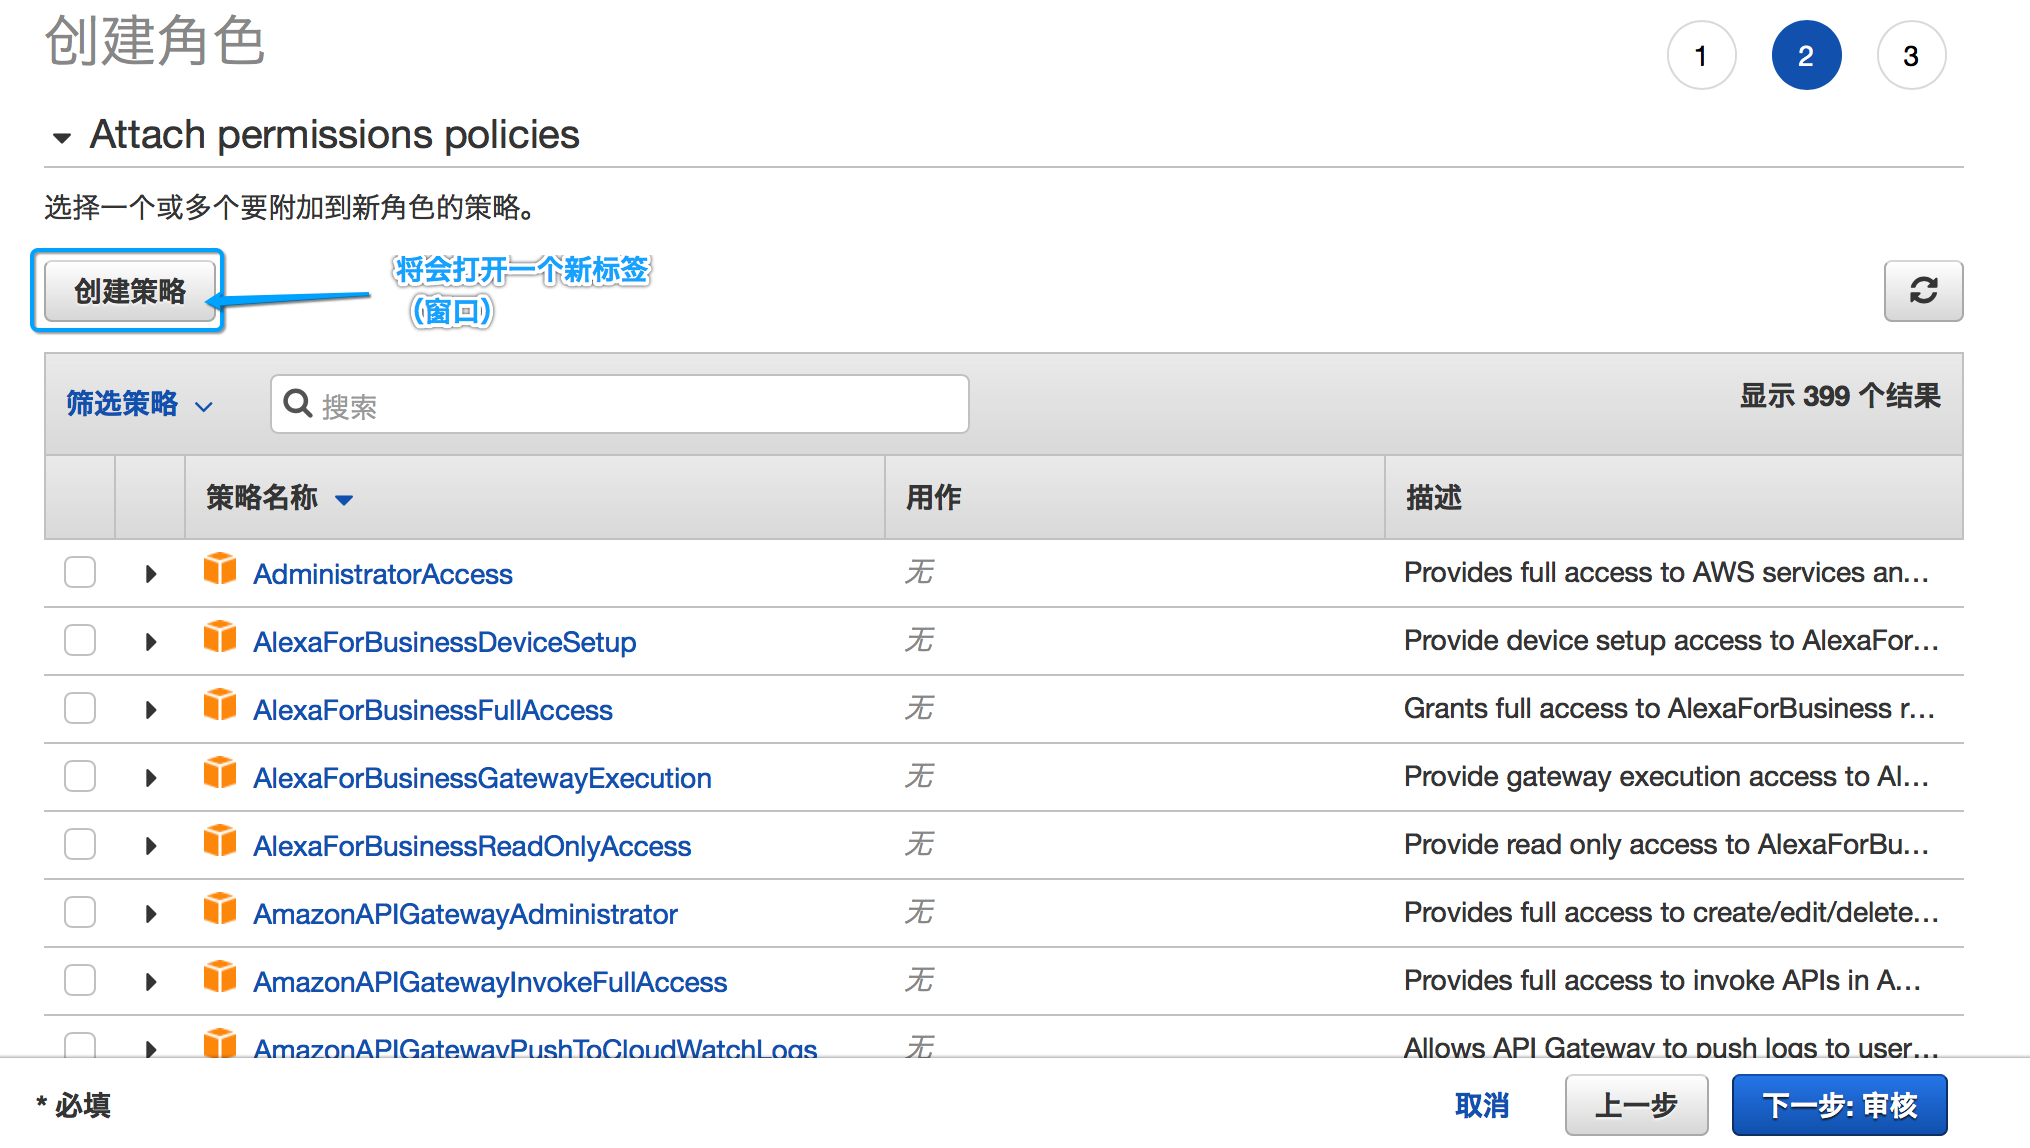 创建角色
1 2 3
Attach permissions policies
选择一个或多个要附加到新角色的策略。
创建策略
将会打开一个新标签
（窗口）
筛选策略
搜索
显示 399 个结果
策略名称 用作 描述
AdministratorAccess 无 Provides full access to AWS services an...
AlexaForBusinessDeviceSetup 无 Provide device setup access to AlexaFor...
AlexaForBusinessFullAccess 无 Grants full access to AlexaForBusiness r...
AlexaForBusinessGatewayExecution 无 Provide gateway execution access to Al...
AlexaForBusinessReadOnlyAccess 无 Provide read only access to AlexaForBu...
AmazonAPIGatewayAdministrator 无 Provides full access to create/edit/delete...
AmazonAPIGatewayInvokeFullAccess 无 Provides full access to invoke APIs in A...
AmazonAPIGatewayPushToCloudWatchLogs 无 Allows API Gateway to push logs to user...
* 必填
取消 上一步 下一步: 审核